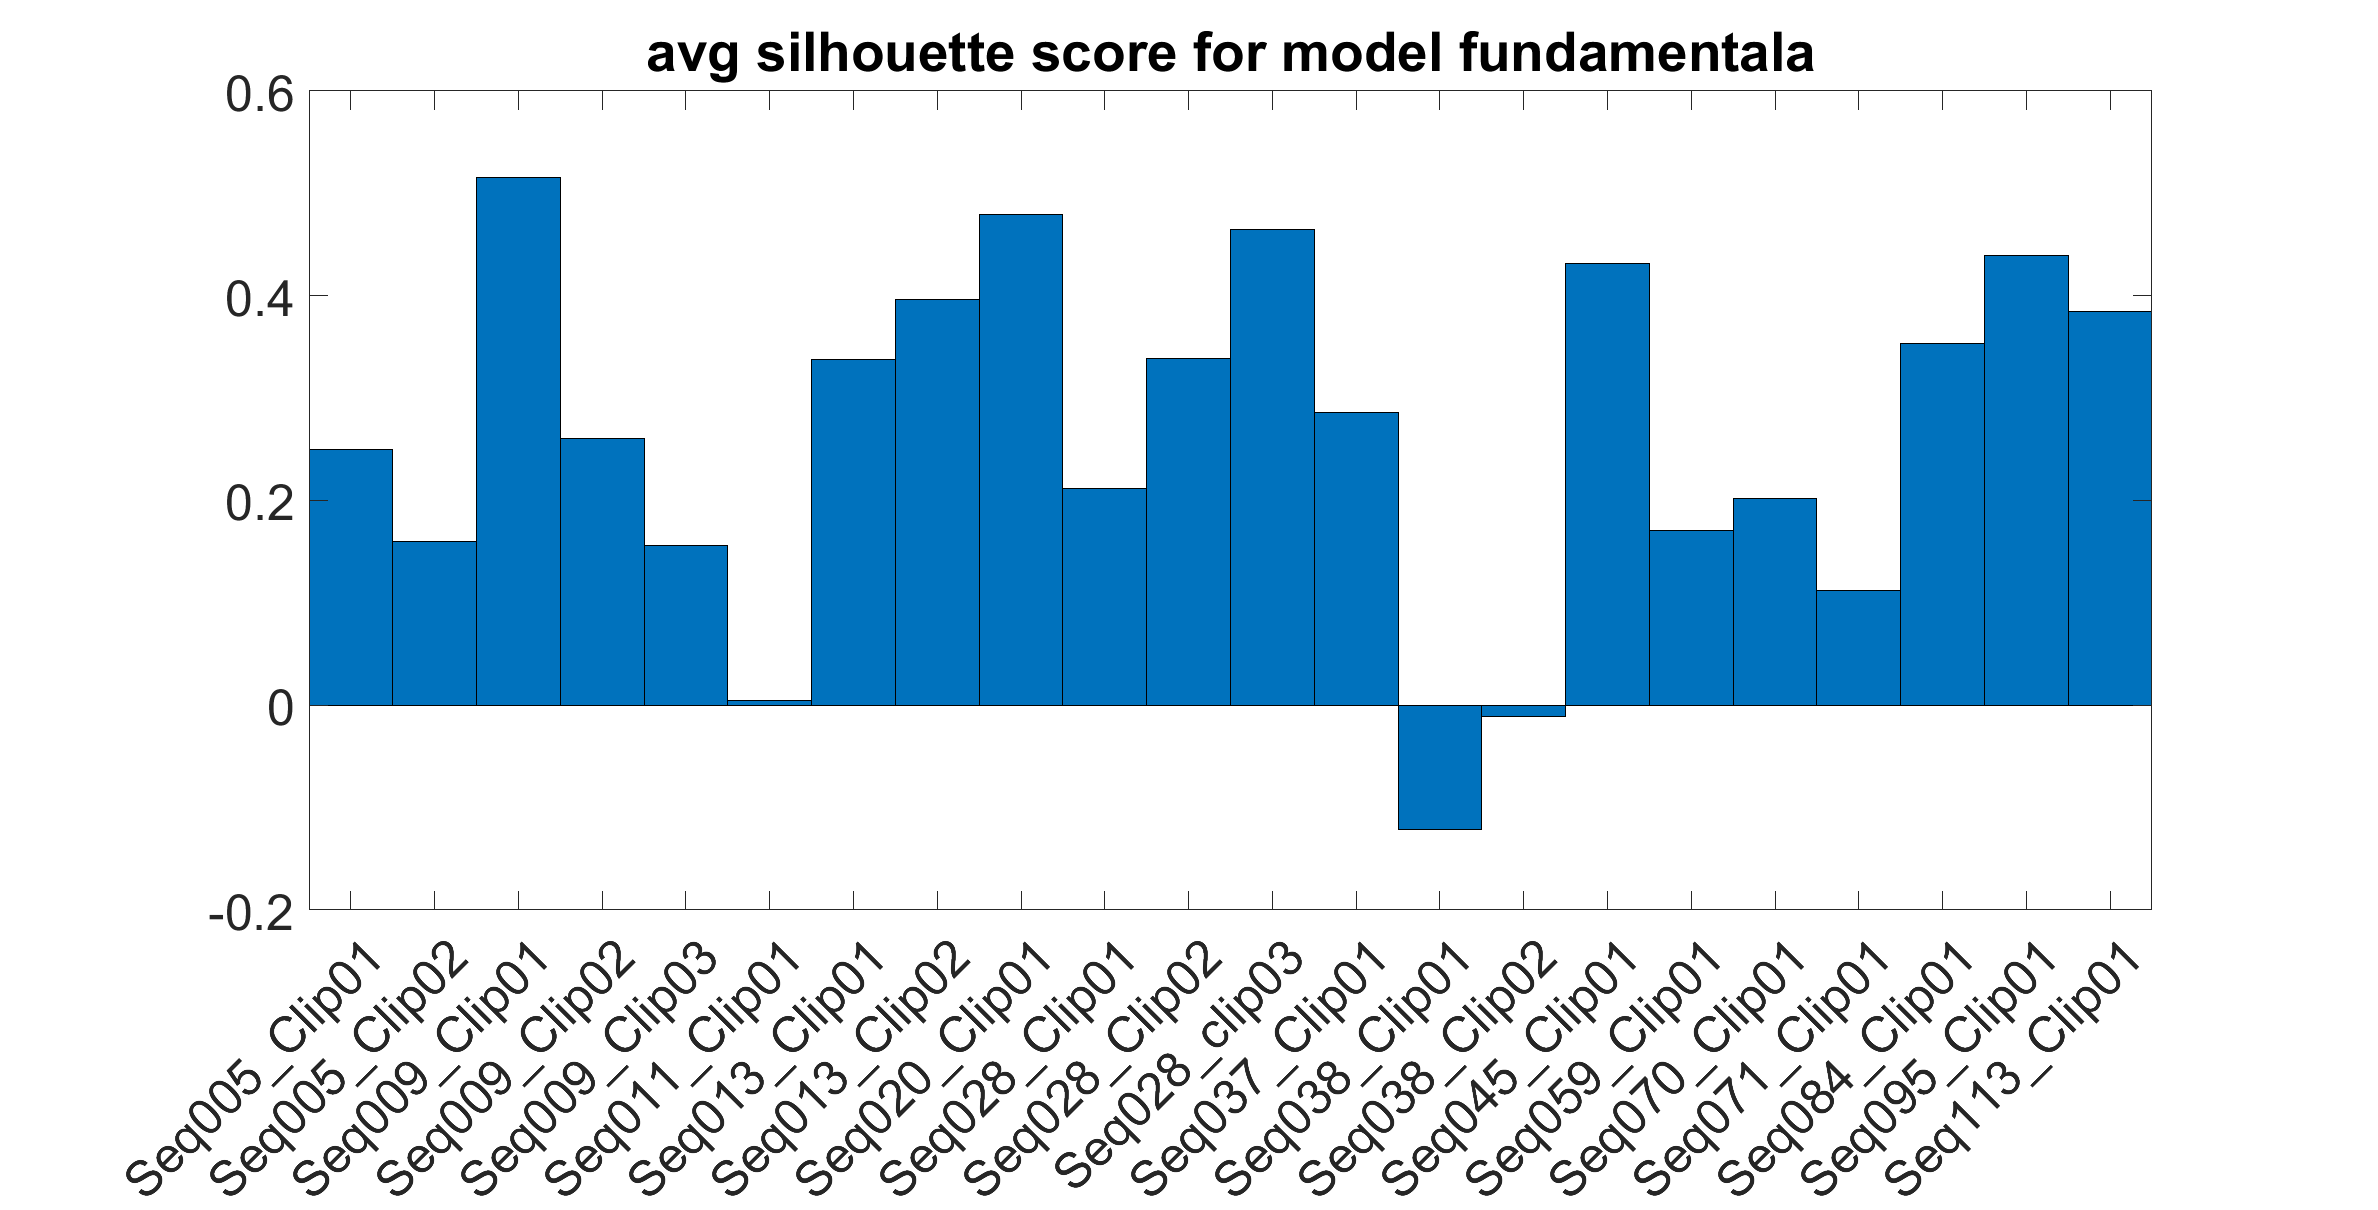 avg silhouette score for model fundamentala
0.6
0.4
0.2
0
-0.2
Seq005_Clip01
Seq005_Clip02
Seq009_Clip01
Seq009_Clip02
Seq009_Clip03
Seq011_Clip01
Seq013_Clip01
Seq013_Clip02
Seq020_Clip01
Seq028_Clip01
Seq028_Clip02
Seq028_clip03
Seq037_Clip01
Seq038_Clip01
Seq038_Clip02
Seq045_Clip01
Seq059_Clip01
Seq070_Clip01
Seq071_Clip01
Seq084_Clip01
Seq095_Clip01
Seq113_Clip01